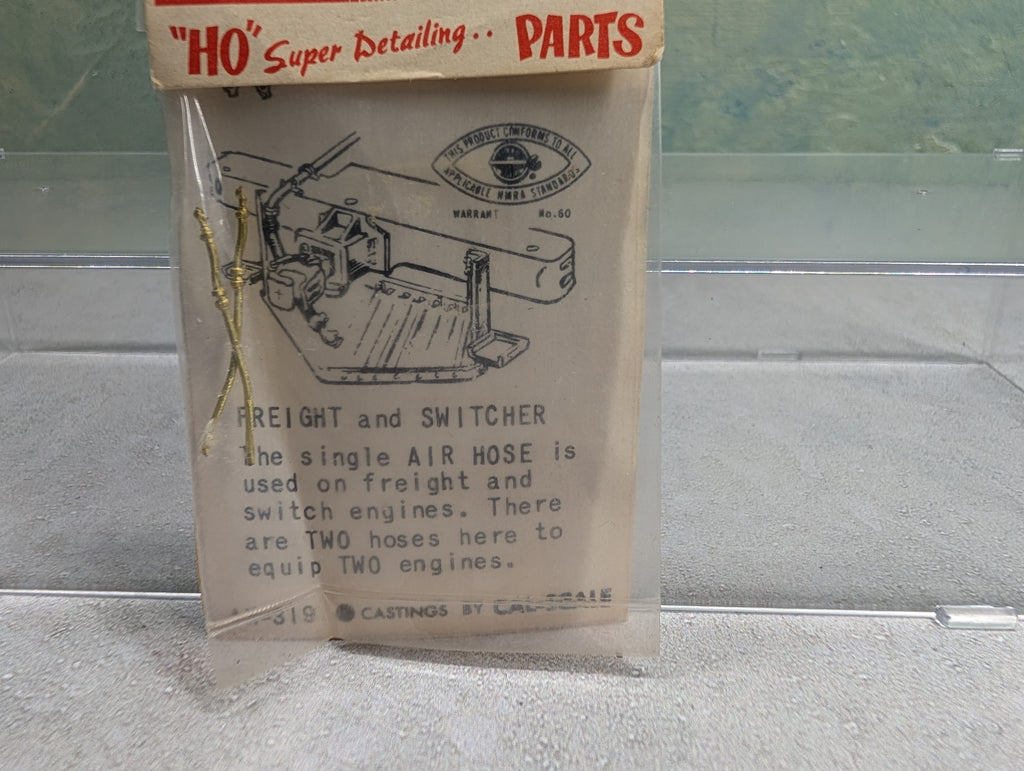 "HO" Super Detailing.. PARTS
THIS PRODUCT CONFORMS TO ALL
APPLICABLE NMRA STANDARDS
WARRANT No.60
FREIGHT and SWITCHER
The single AIR HOSE is
used on freight and
switch engines. There
are TWO hoses here to
equip TWO engines.
-319 CASTINGS BY CAL-SCALE